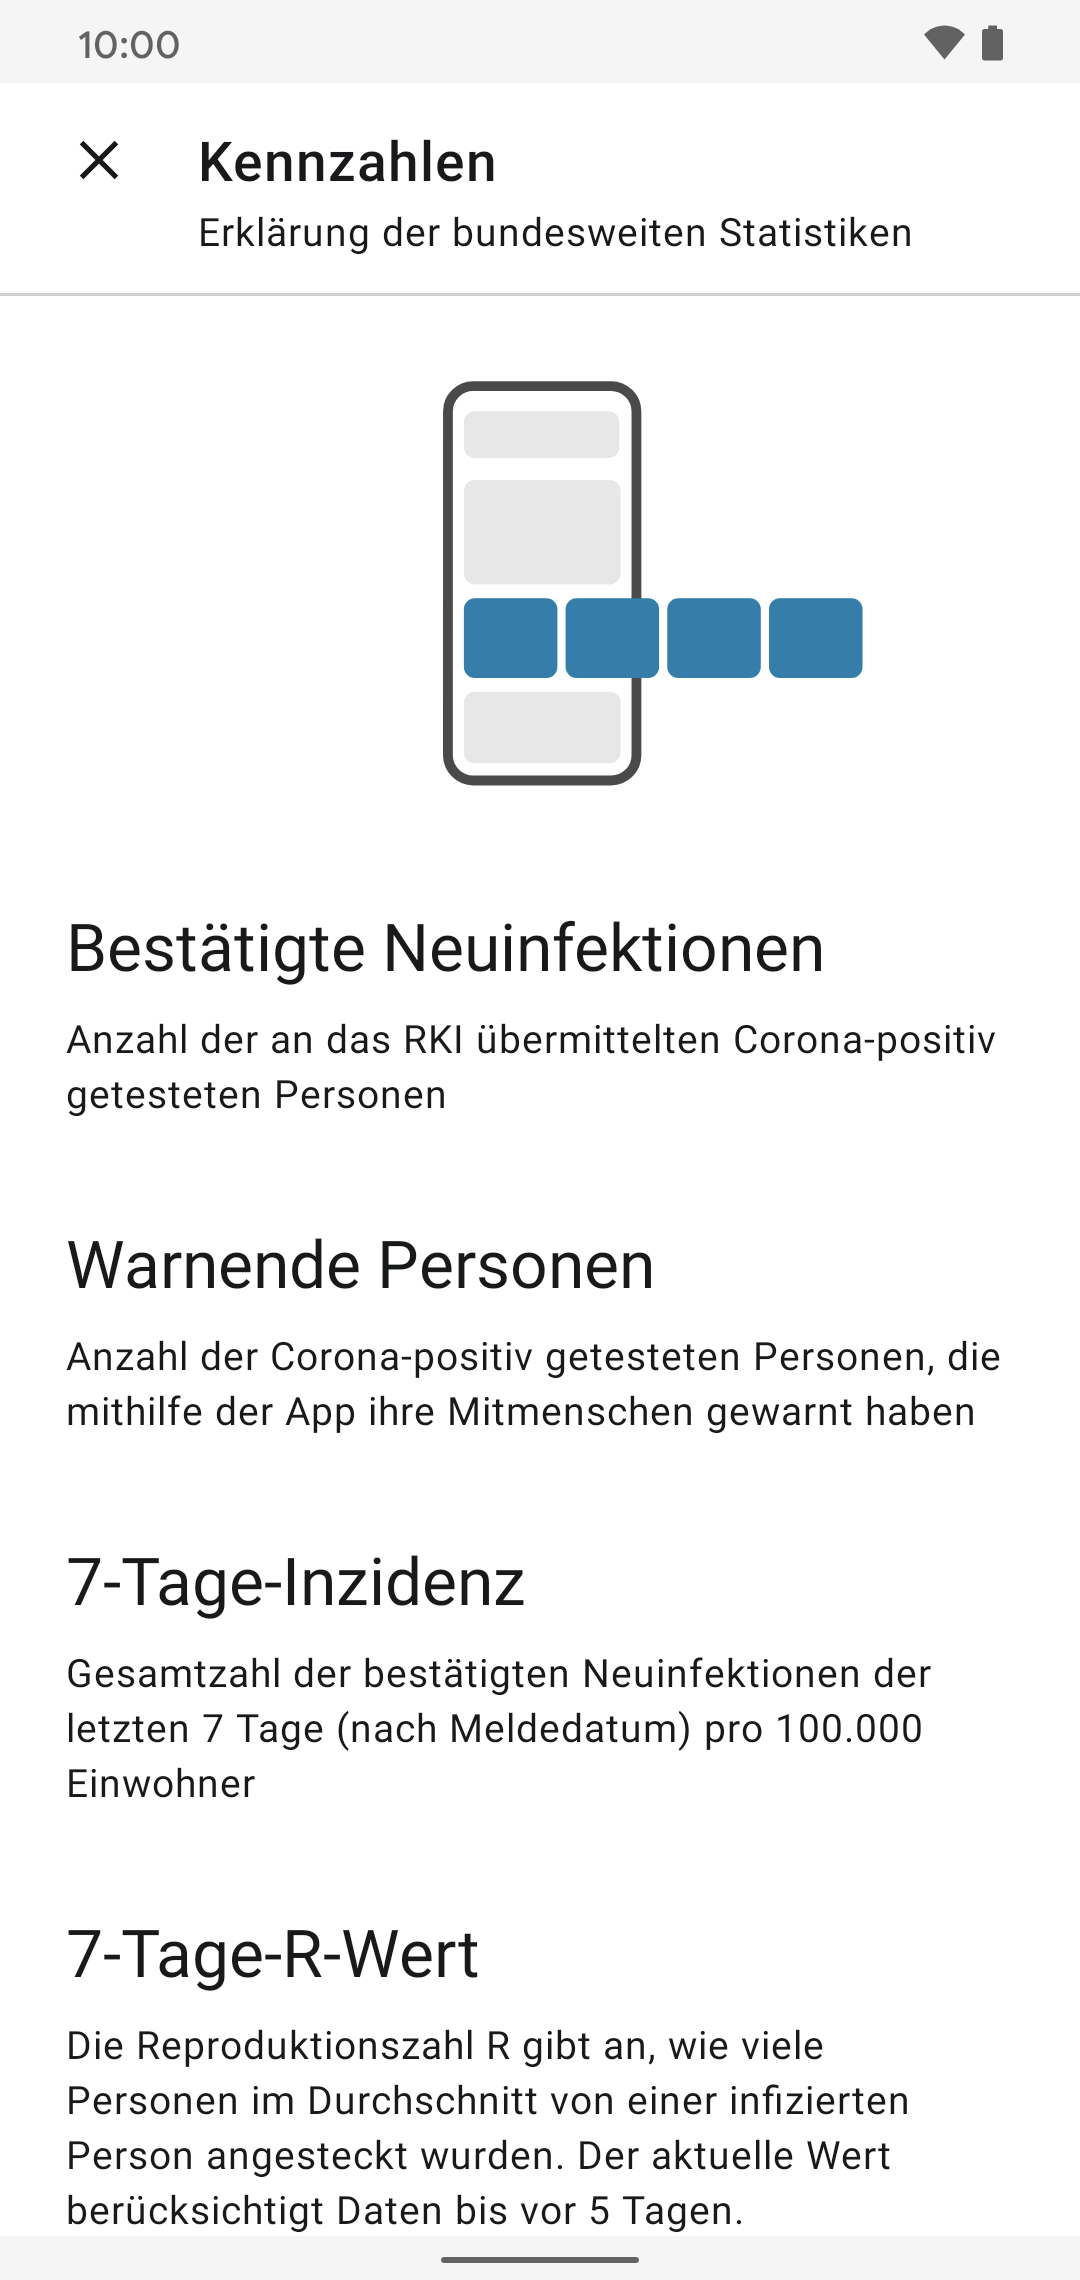 10:00
Kennzahlen
Erklärung der bundesweiten Statistiken
Bestätigte Neuinfektionen
Anzahl der an das RKI übermittelten Corona-positiv
getesteten Personen
Warnende Personen
Anzahl der Corona-positiv getesteten Personen, die
mithilfe der App ihre Mitmenschen gewarnt haben
7-Tage-Inzidenz
Gesamtzahl der bestätigten Neuinfektionen der
letzten 7 Tage (nach Meldedatum) pro 100.000
Einwohner
7-Tage-R-Wert
Die Reproduktionszahl R gibt an, wie viele
Personen im Durchschnitt von einer infizierten
Person angesteckt wurden. Der aktuelle Wert
berücksichtigt Daten bis vor 5 Tagen.